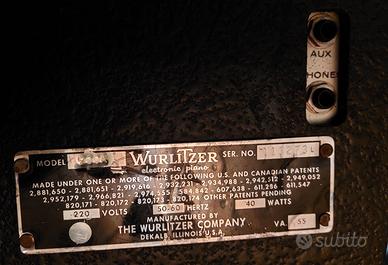 AUX
PHONES
MODEL WURLITZER SER. NO.
electronic piano
MADE UNDER ONE OR MORE OF THE FOLLOWING U.S. AND CANADIAN PATENTS
2,881,650 - 2,881,651 - 2,919,616 - 2,932,231 - 2,934,988 - 2,942,512 - 2,949,052
2,952,179 - 2,966,821 - 2,974,555 - 584,842 - 607,638 - 611,256 - 611,547
820,171 - 820,172 - 820,173 OTHER PATENTS PENDING
220 VOLTS 50-60 HERTZ 40 WATTS
MANUFACTURED BY
THE WURLITZER COMPANY
DEKALB, ILLINOIS U.S.A.
VA 55
subito